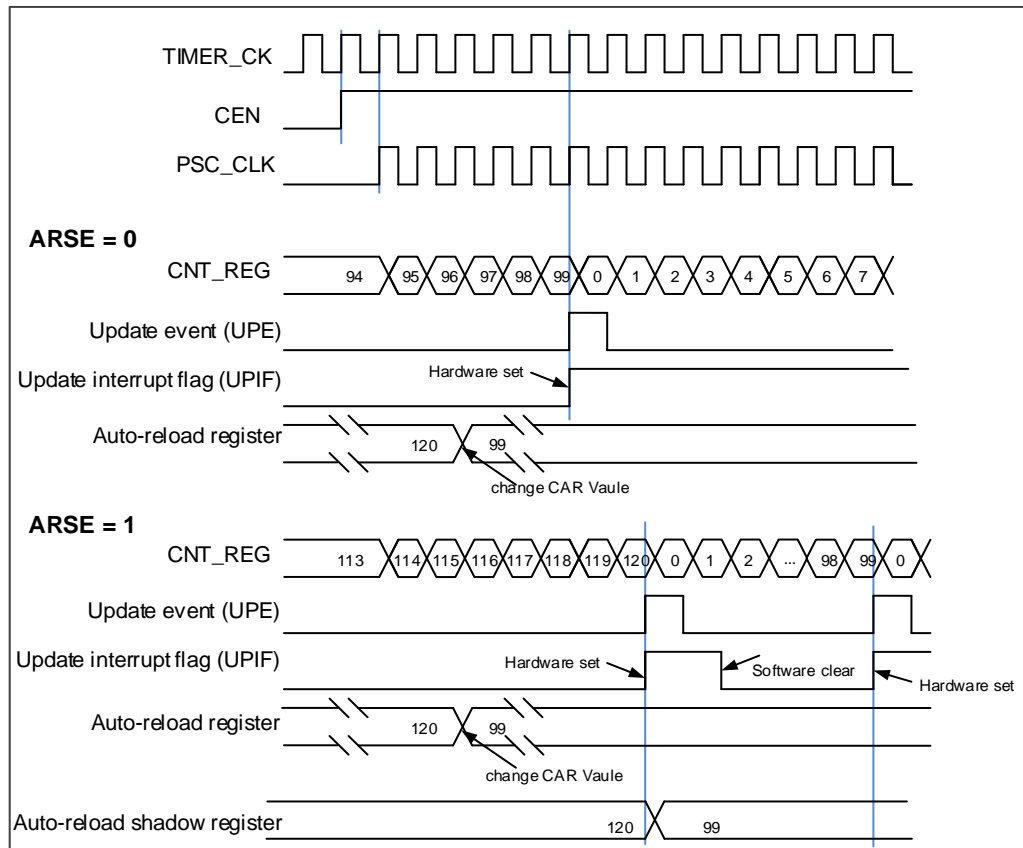 TIMER_CK
CEN
PSC_CLK
ARSE = 0
CNT_REG 94 95 96 97 98 99 0 1 2 3 4 5 6 7
Update event (UPE)
Update interrupt flag (UPIF) Hardware set
Auto-reload register 120 99
change CAR Vaule
ARSE = 1
CNT_REG 113 114 115 116 117 118 119 120 0 1 2 ... 98 99 0
Update event (UPE)
Update interrupt flag (UPIF) Hardware set Software clear Hardware set
Auto-reload register 120 99
change CAR Vaule
Auto-reload shadow register 120 99